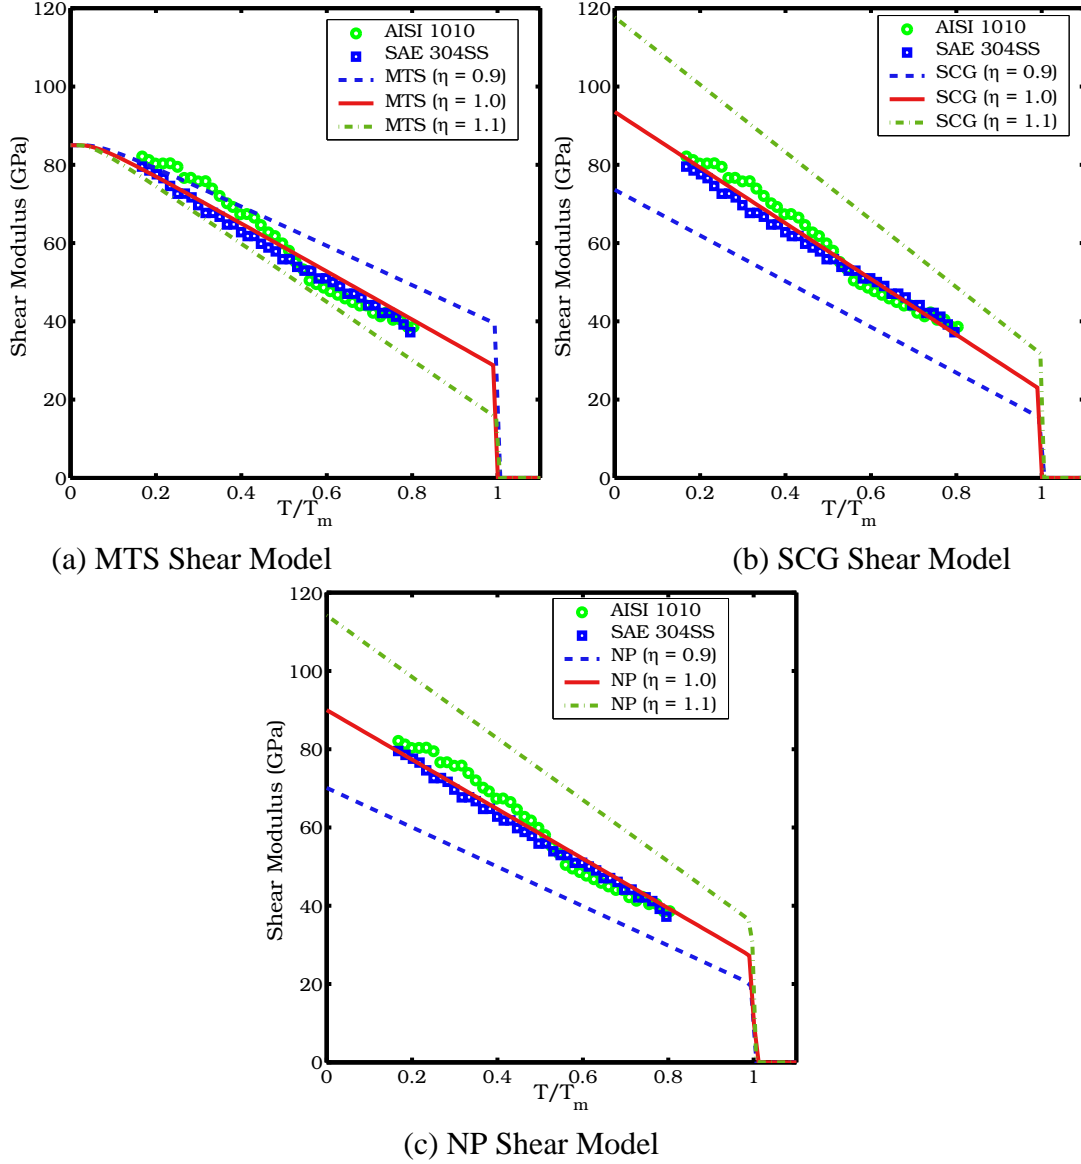 120
100
80
60
40
20
0
Shear Modulus (GPa)
AISI 1010
SAE 304SS
MTS (η = 0.9)
MTS (η = 1.0)
MTS (η = 1.1)
0 0.2 0.4 0.6 0.8 1
T/Tm
(a) MTS Shear Model
120
100
80
60
40
20
0
Shear Modulus (GPa)
AISI 1010
SAE 304SS
SCG (η = 0.9)
SCG (η = 1.0)
SCG (η = 1.1)
0 0.2 0.4 0.6 0.8 1
T/Tm
(b) SCG Shear Model
120
100
80
60
40
20
0
Shear Modulus (GPa)
AISI 1010
SAE 304SS
NP (η = 0.9)
NP (η = 1.0)
NP (η = 1.1)
0 0.2 0.4 0.6 0.8 1
T/Tm
(c) NP Shear Model